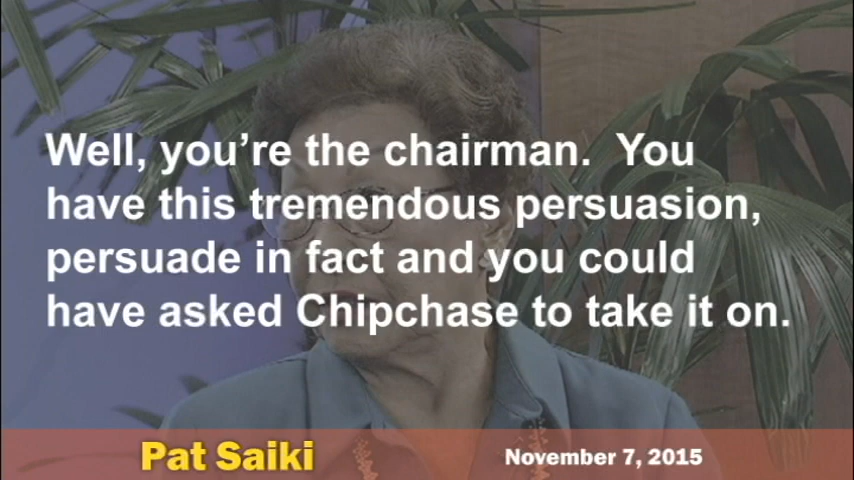 Well, you’re the chairman.  You
have this tremendous persuasion,
persuade in fact and you could
have asked Chipchase to take it on.
Pat Saiki
November 7, 2015